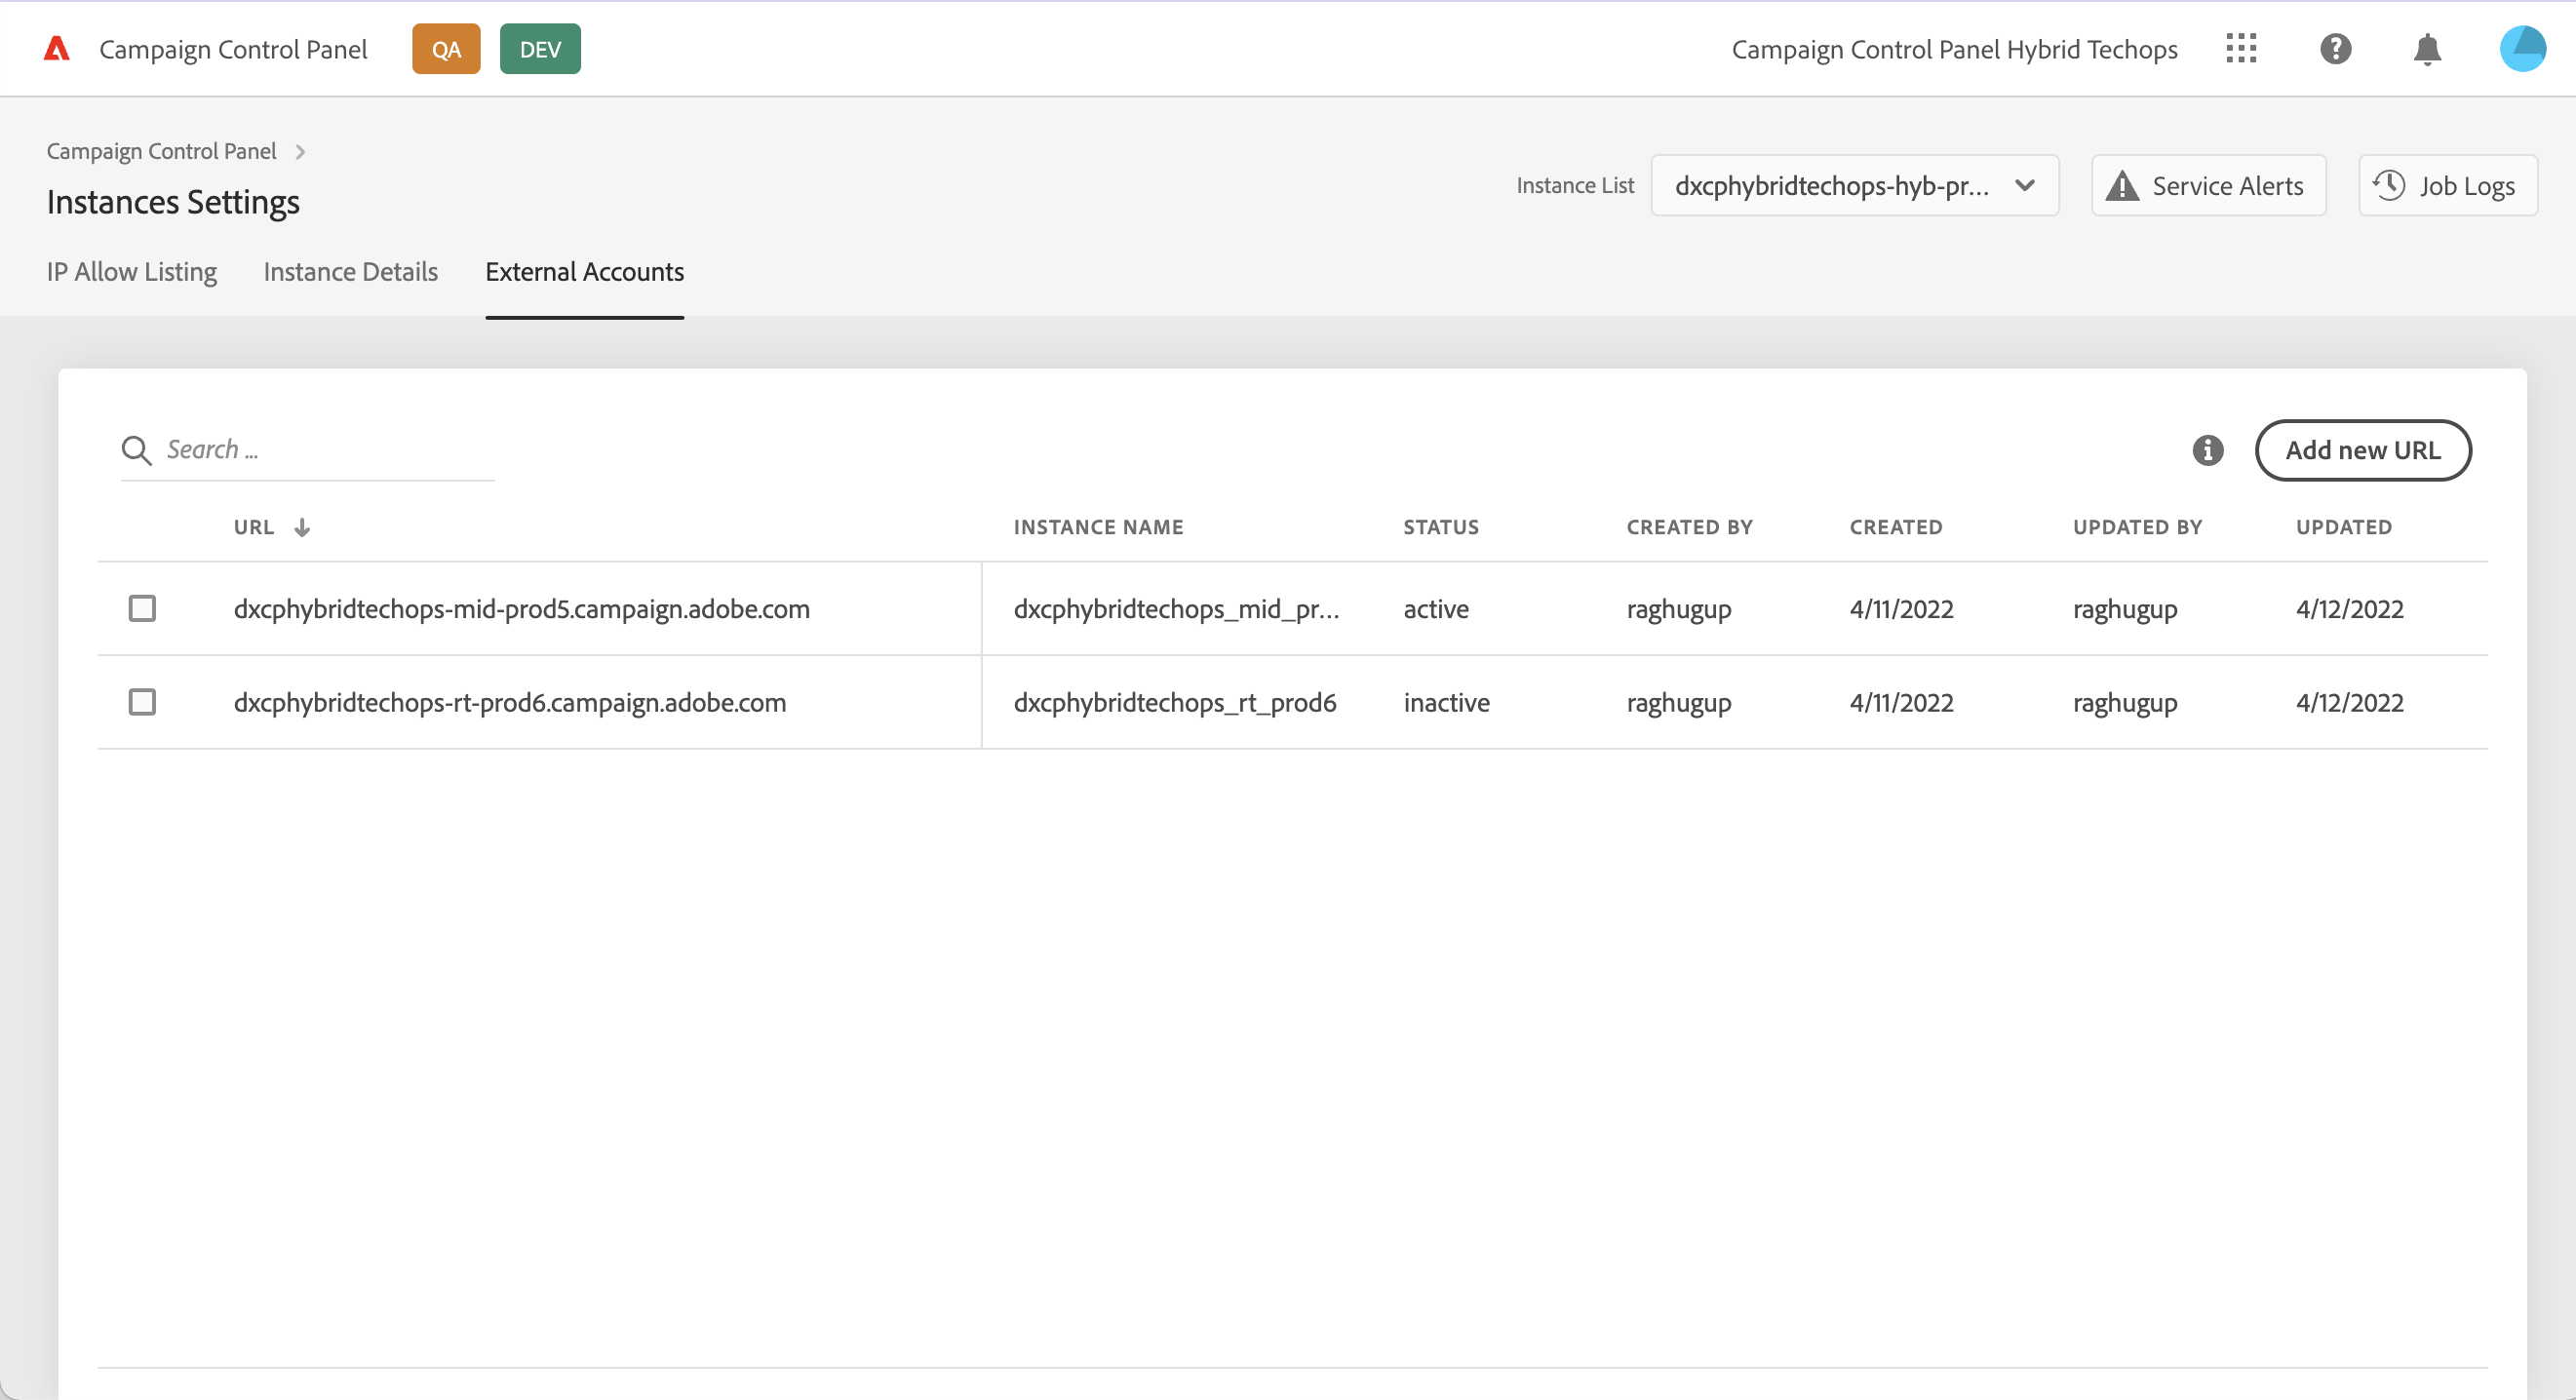 Campaign Control Panel QA DEV Campaign Control Panel Hybrid Techops
Campaign Control Panel
Instances Settings
Instance List dxcphybridtechops-hyb-pr... Service Alerts Job Logs
IP Allow Listing Instance Details External Accounts
Search ... Add new URL
URL INSTANCE NAME STATUS CREATED BY CREATED UPDATED BY UPDATED
dxcphybridtechops-mid-prod5.campaign.adobe.com dxcphybridtechops_mid_pr... active raghugup 4/11/2022 raghugup 4/12/2022
dxcphybridtechops-rt-prod6.campaign.adobe.com dxcphybridtechops_rt_prod6 inactive raghugup 4/11/2022 raghugup 4/12/2022